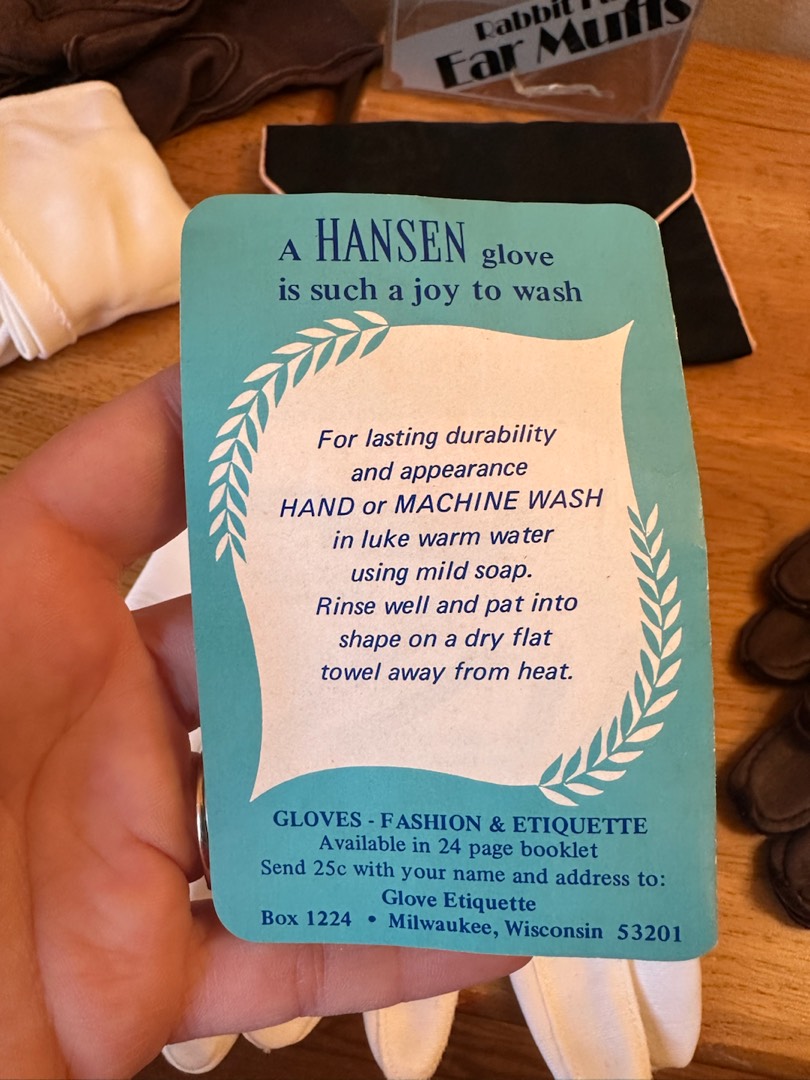 Rabbit
Ear Muffs
A HANSEN glove
is such a joy to wash
For lasting durability
and appearance
HAND or MACHINE WASH
in luke warm water
using mild soap.
Rinse well and pat into
shape on a dry flat
towel away from heat.
GLOVES - FASHION & ETIQUETTE
Available in 24 page booklet
Send 25c with your name and address to:
Glove Etiquette
Box 1224 • Milwaukee, Wisconsin 53201